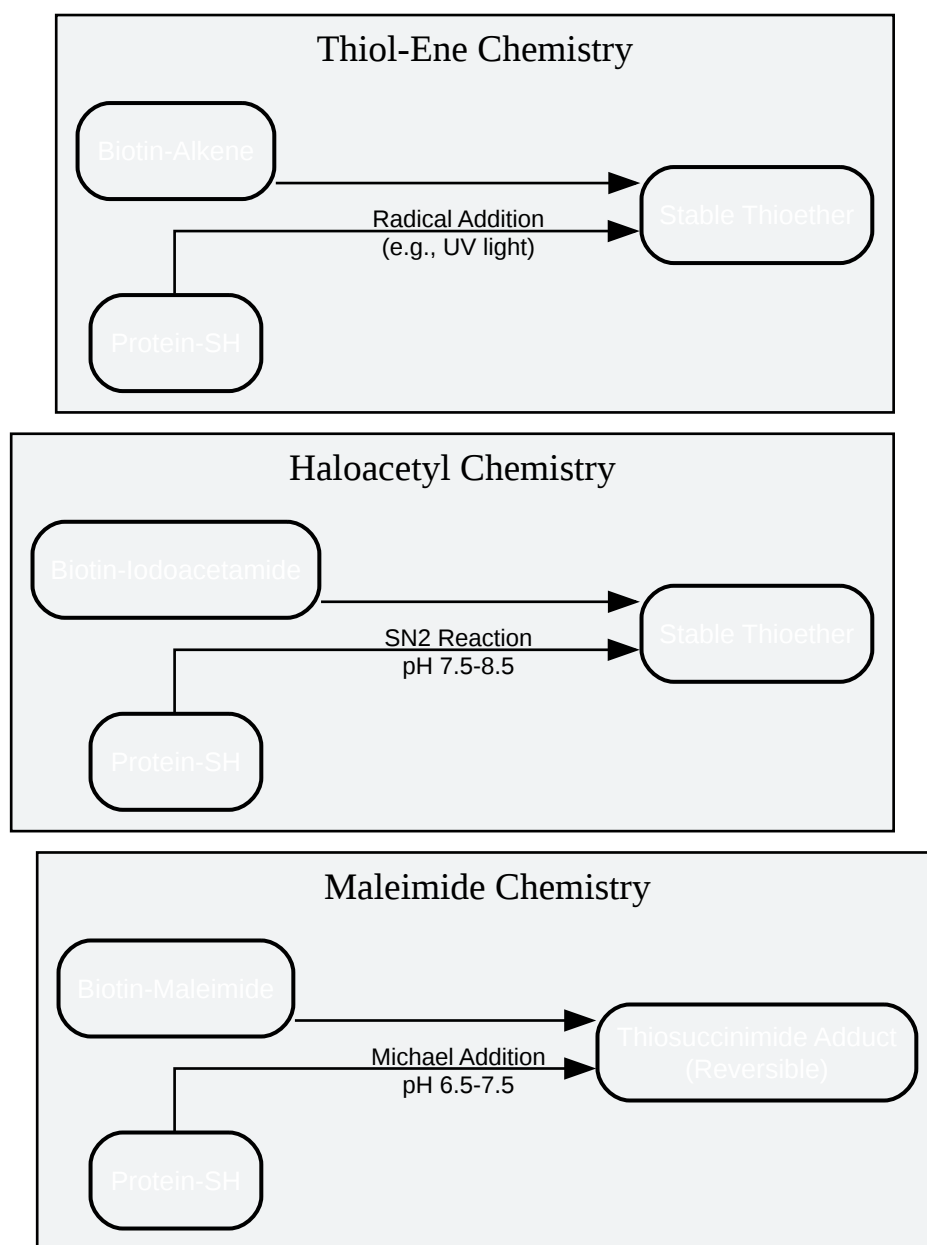 Thiol-Ene Chemistry
Biotin-Alkene
Stable Thioether
Radical Addition
(e.g., UV light)
Protein-SH
Haloacetyl Chemistry
Biotin-Iodoacetamide
Stable Thioether
SN2 Reaction
pH 7.5-8.5
Protein-SH
Maleimide Chemistry
Biotin-Maleimide
Thiosuccinimide Adduct
(Reversible)
Michael Addition
pH 6.5-7.5
Protein-SH